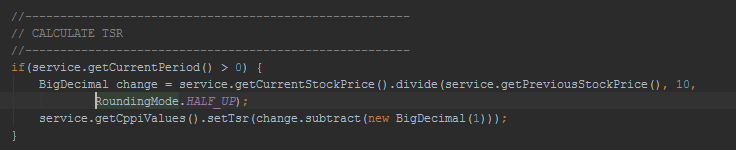 //-----------------------------------------------------------
// CALCULATE TSR
//-----------------------------------------------------------
if(service.getCurrentPeriod() > 0) {
    BigDecimal change = service.getCurrentStockPrice().divide(service.getPreviousStockPrice(), 10,
            RoundingMode.HALF_UP);
    service.getCppiValues().setTsr(change.subtract(new BigDecimal(1)));
}